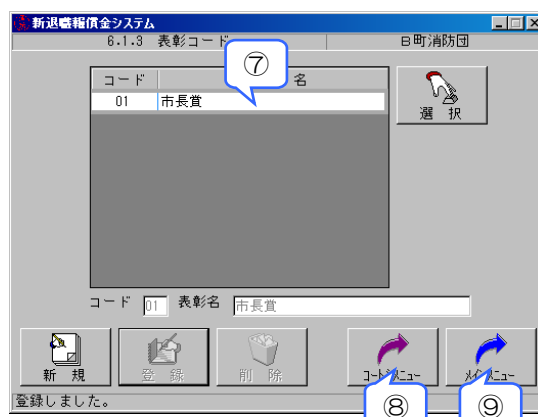 新退職報償金システム
6.1.3 表彰コード B町消防団
⑦
コード 名
01 市長賞
選 択
コード 01 表彰名 市長賞
新 規 登 録 削 除 コードメニュー メインメニュー
登録しました。
⑧ ⑨